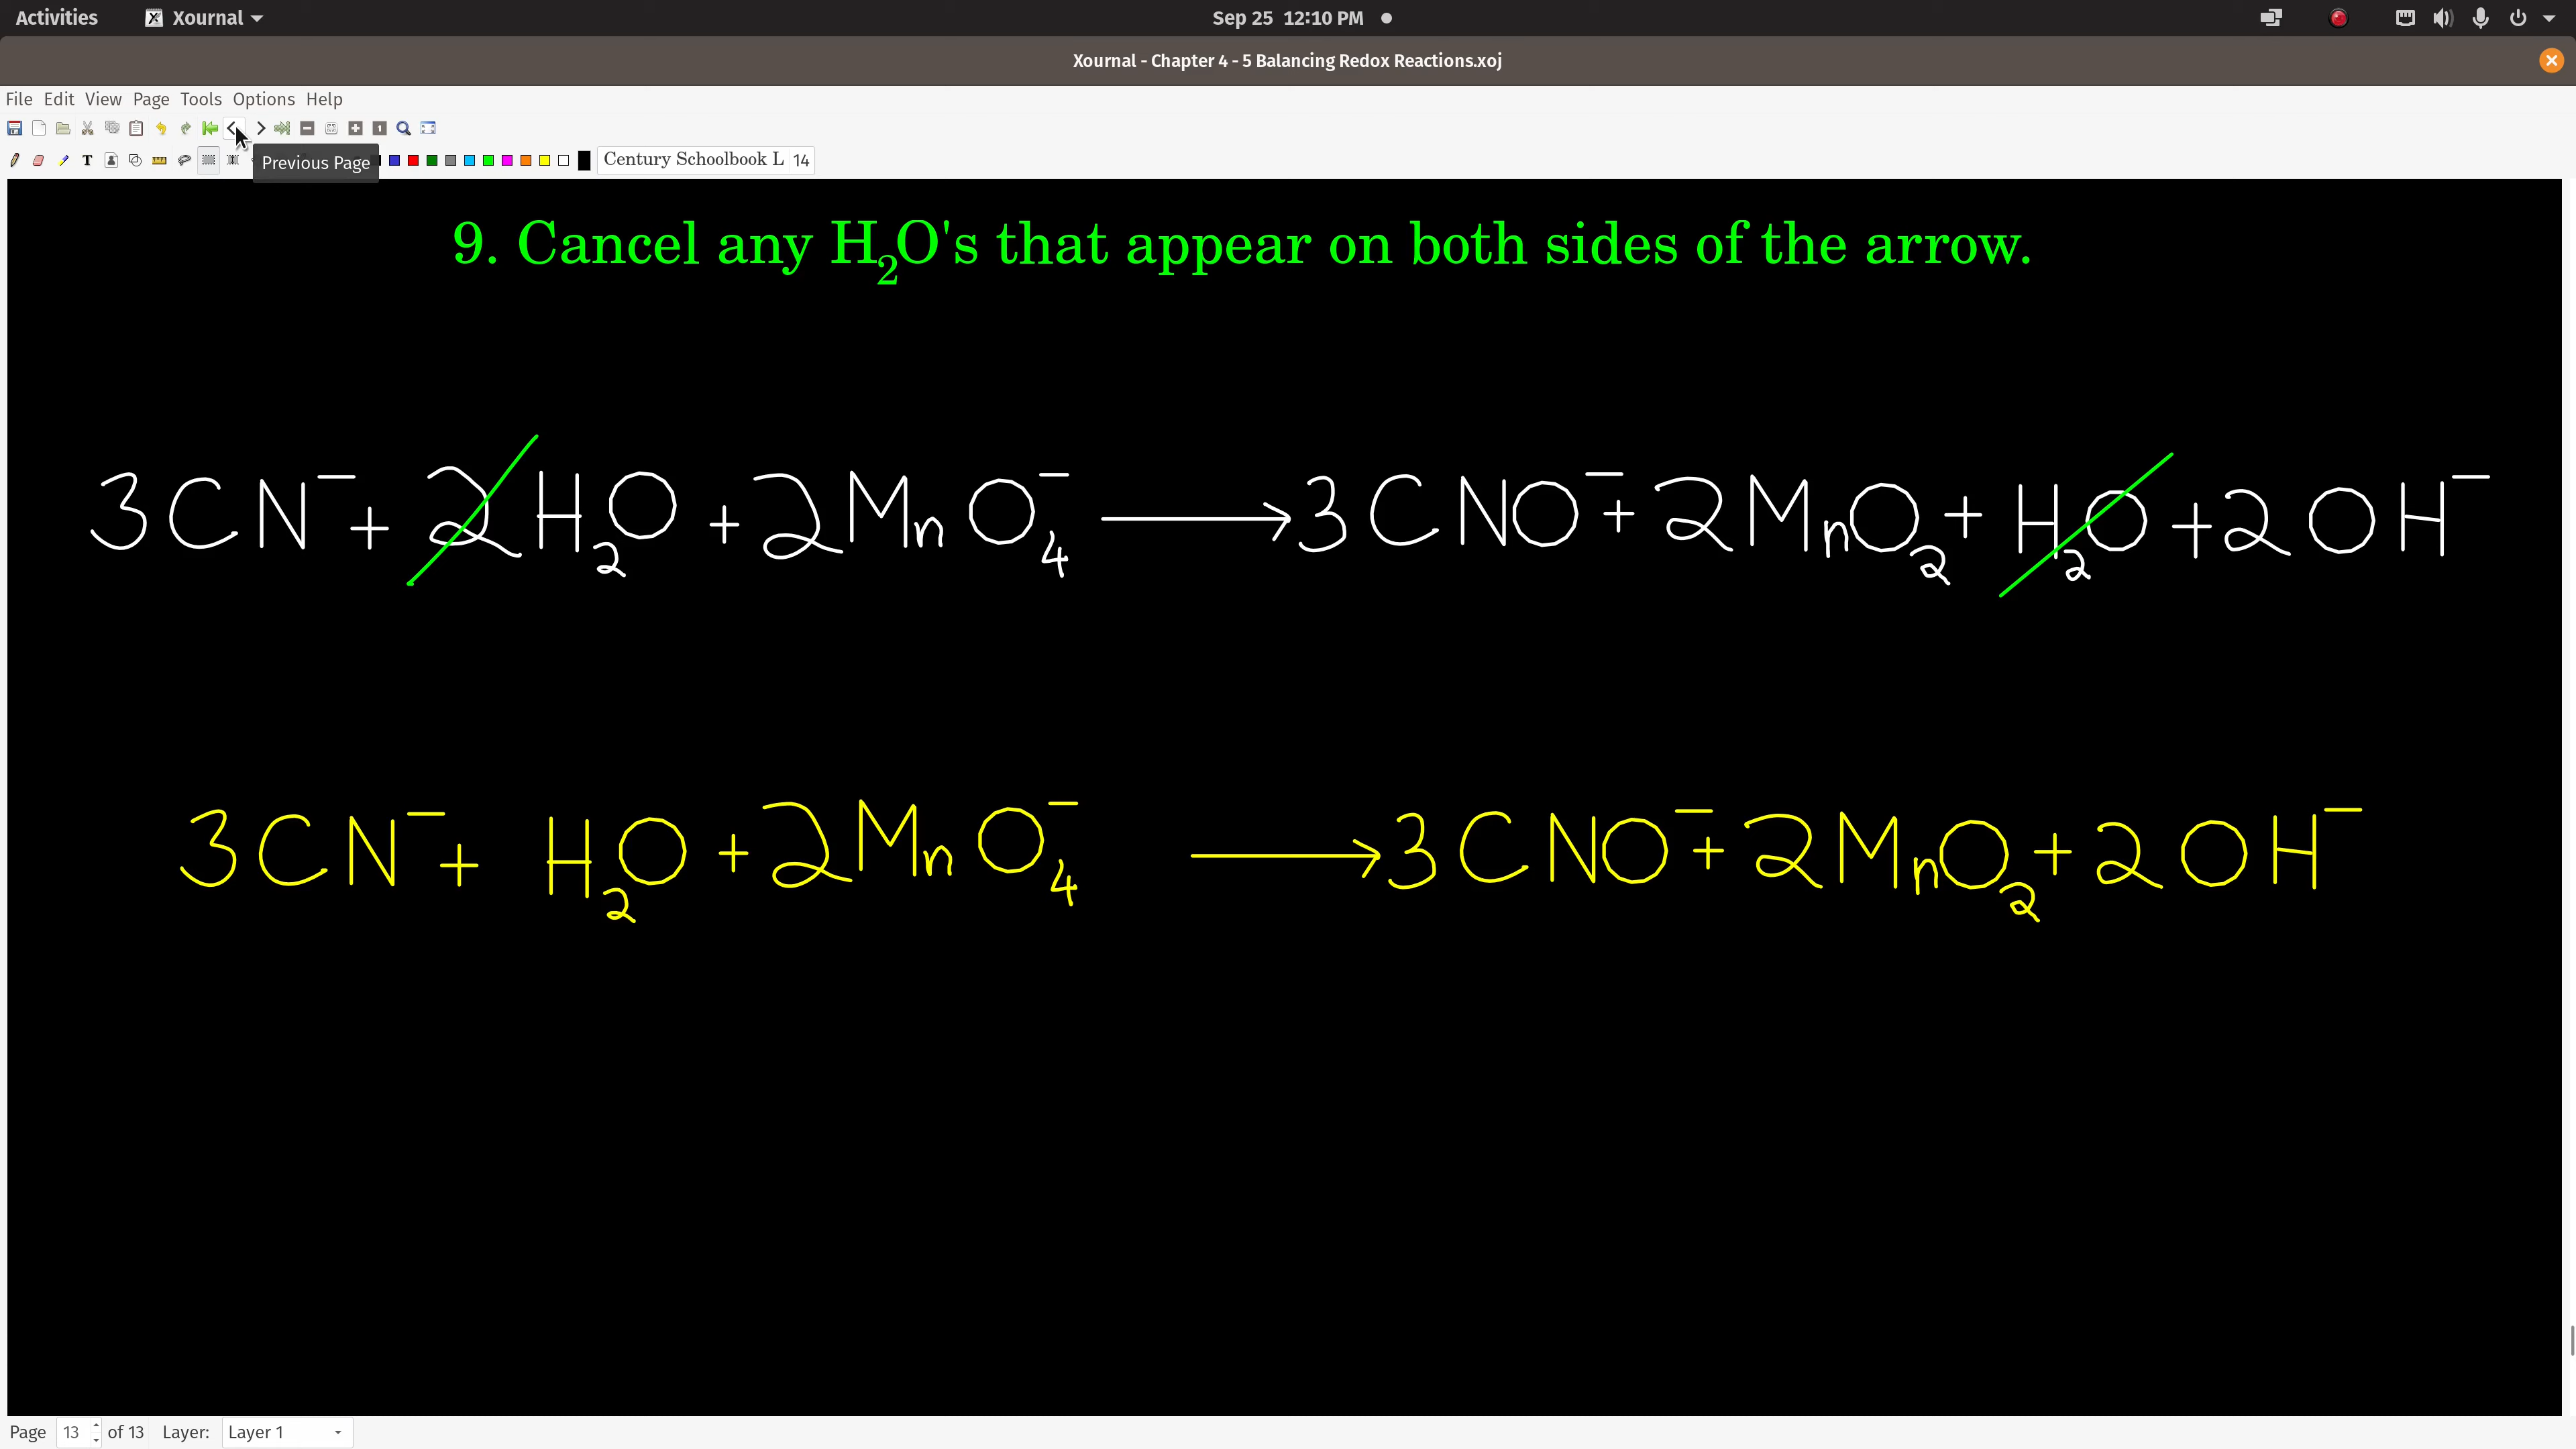 Activities Xournal Sep 25 12:10 PM
Xournal - Chapter 4 - 5 Balancing Redox Reactions.xoj
File Edit View Page Tools Options Help
Previous Page Century Schoolbook L 14
9. Cancel any H₂O's that appear on both sides of the arrow.
3CN⁻ + 2H₂O + 2MnO₄⁻ → 3CNO⁻ + 2MnO₂ + H₂O + 2OH⁻
3CN⁻ + H₂O + 2MnO₄⁻ → 3CNO⁻ + 2MnO₂ + 2OH⁻
Page 13 of 13 Layer: Layer 1